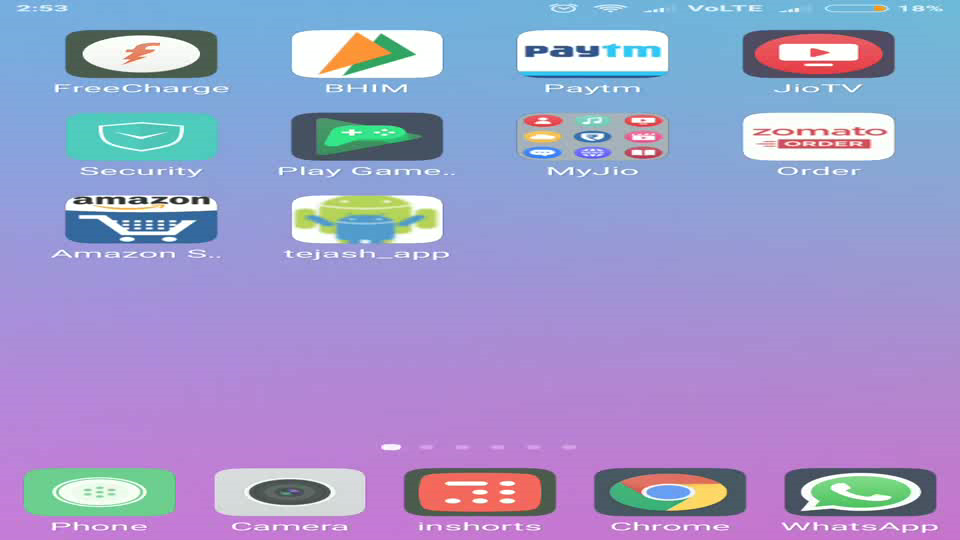 2:53 VoLTE 18%
paytm
FreeCharge BHIM Paytm JioTV
zomato
ORDER
Security Play Game.. MyJio Order
amazon
Amazon S.. tejash_app
Phone Camera inshorts Chrome WhatsApp